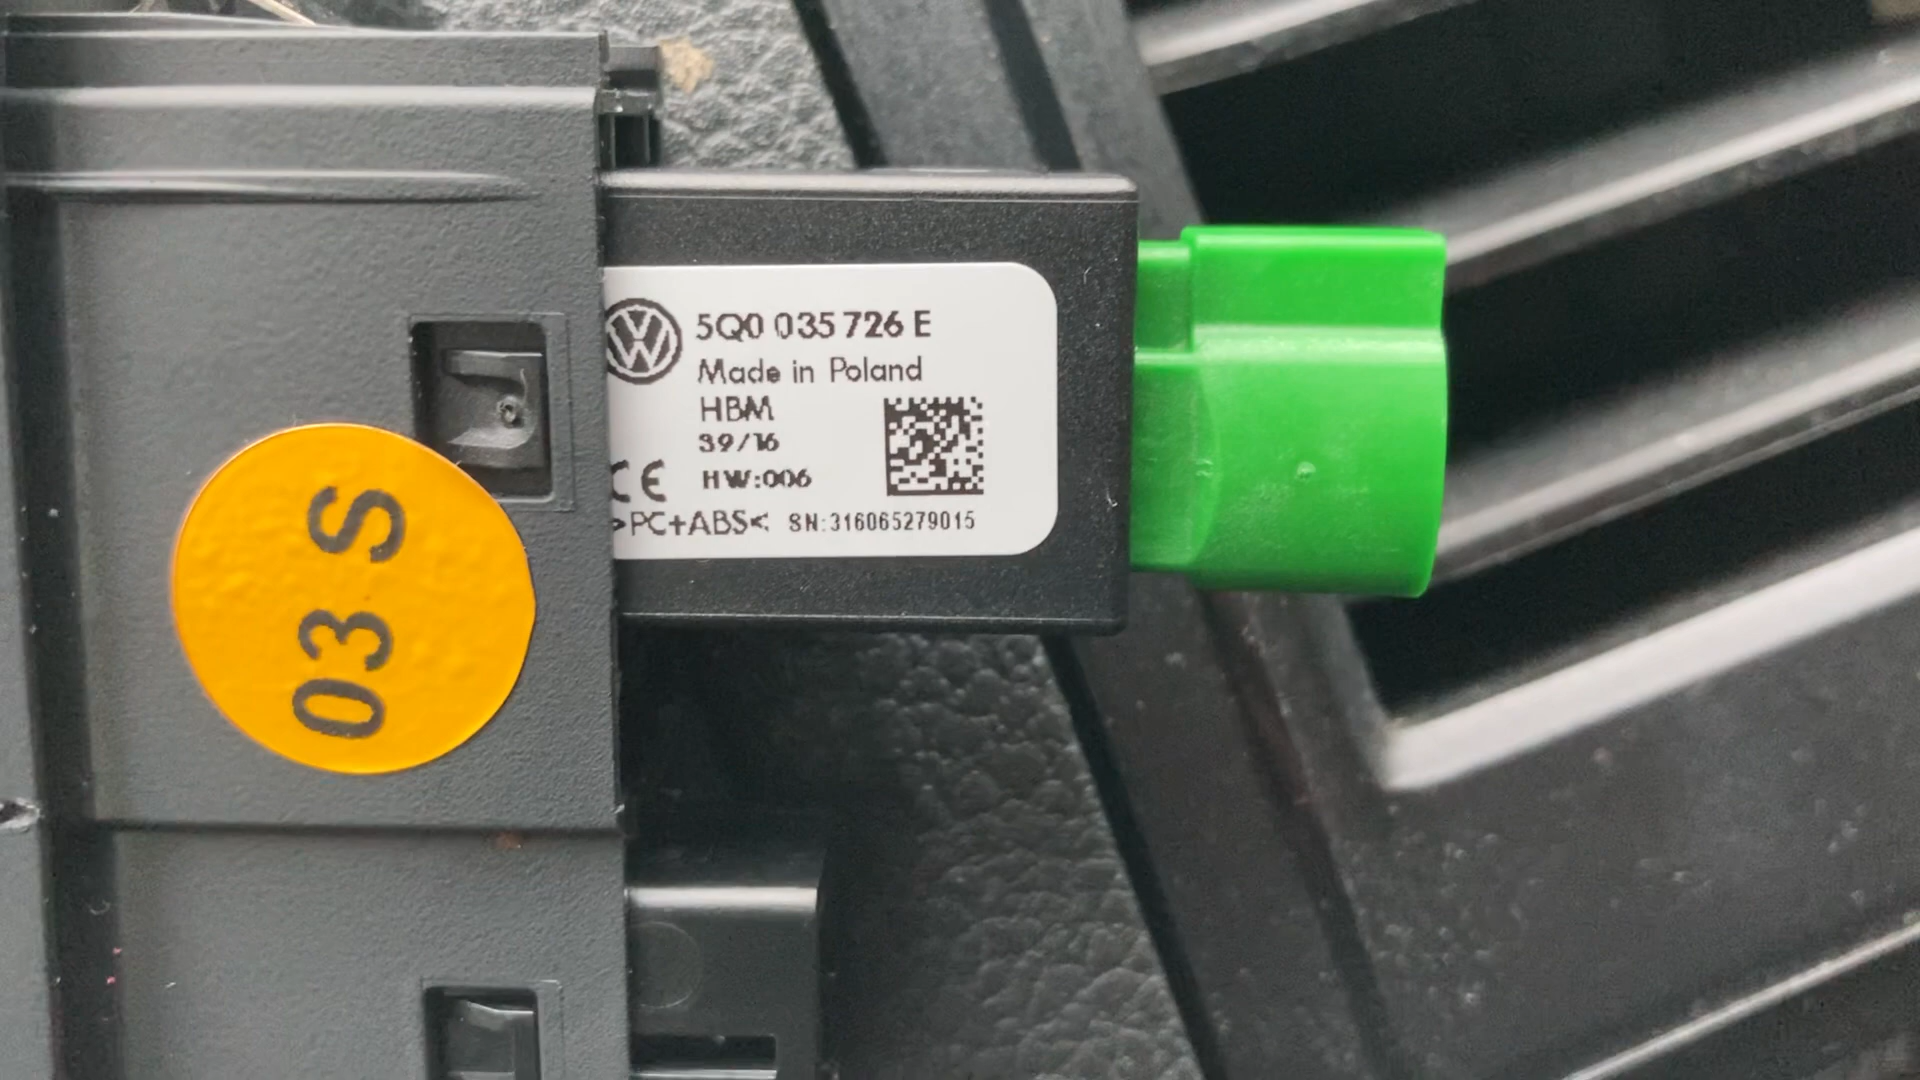 5Q0 035 726 E
Made in Poland
HBM
39/16
CE
HW:006
>PC+ABS<
SN:316065279015
03 S